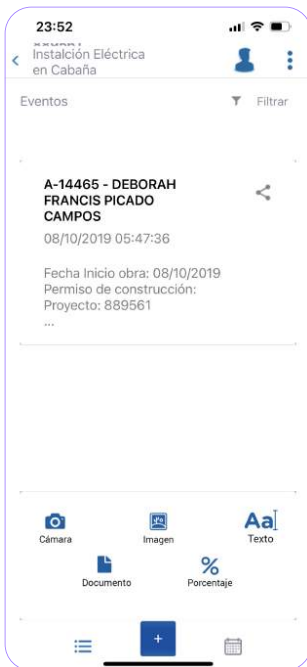 23:52
Instalción Eléctrica
en Cabaña
Eventos
Filtrar
A-14465 - DEBORAH
FRANCIS PICADO
CAMPOS
08/10/2019 05:47:36
Fecha Inicio obra: 08/10/2019
Permiso de construcción:
Proyecto: 889561
...
Aa
Cámara
Imagen
Texto
%
Documento
Porcentaje
+